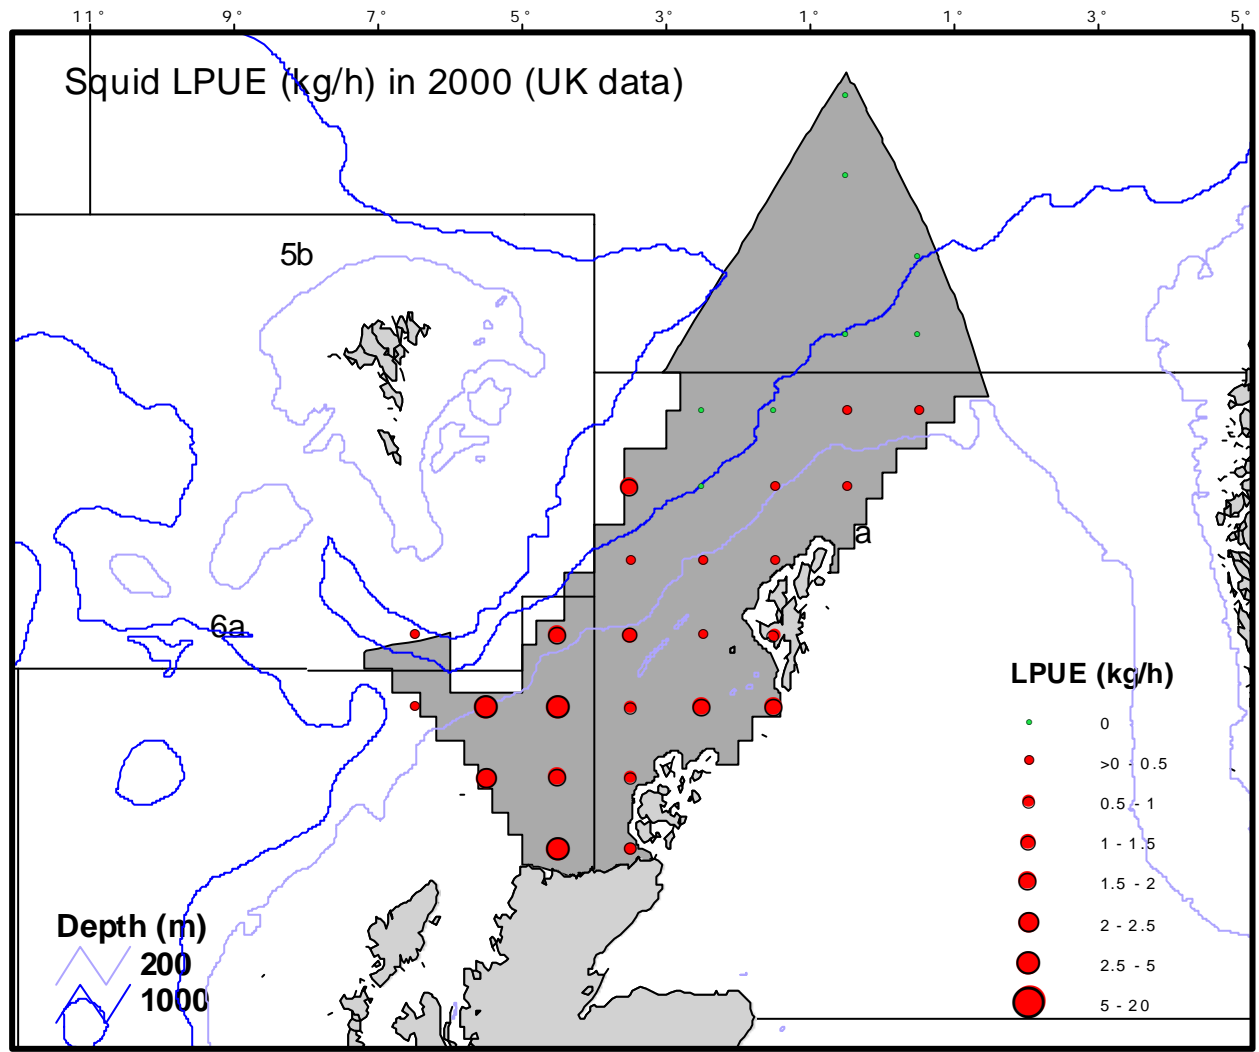 11° 9° 7° 5° 3° 1° 1° 3° 5°
Squid LPUE (kg/h) in 2000 (UK data)
5b
a
6a
LPUE (kg/h)
0
>0 - 0.5
0.5 - 1
1 - 1.5
1.5 - 2
2 - 2.5
2.5 - 5
5 - 20
Depth (m)
200
1000